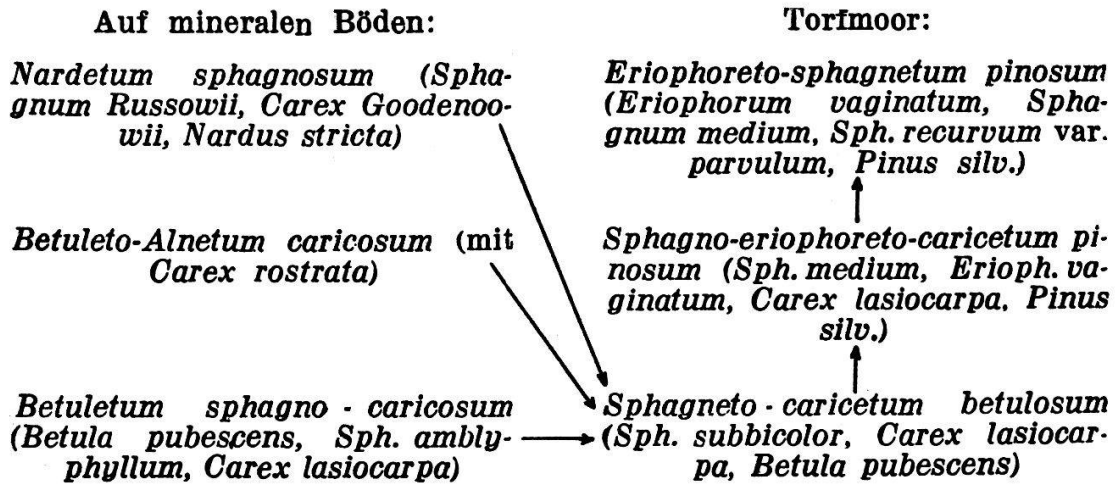 Auf mineralen Böden:
Nardetum sphagnosum (Spha-
gnum Russowii, Carex Goodenoo-
wii, Nardus stricta)
Betuleto-Alnetum caricosum (mit
Carex rostrata)
Betuletum sphagno - caricosum
(Betula pubescens, Sph. ambly-
phyllum, Carex lasiocarpa)
Torfmoor:
Eriophoreto-sphagnetum pinosum
(Eriophorum vaginatum, Spha-
gnum medium, Sph. recurvum var.
parvulum, Pinus silv.)
Sphagno-eriophoreto-caricetum pi-
nosum (Sph. medium, Erioph. va-
ginatum, Carex lasiocarpa, Pinus
silv.)
Sphagneto - caricetum betulosum
(Sph. subbicolor, Carex lasiocar-
pa, Betula pubescens)